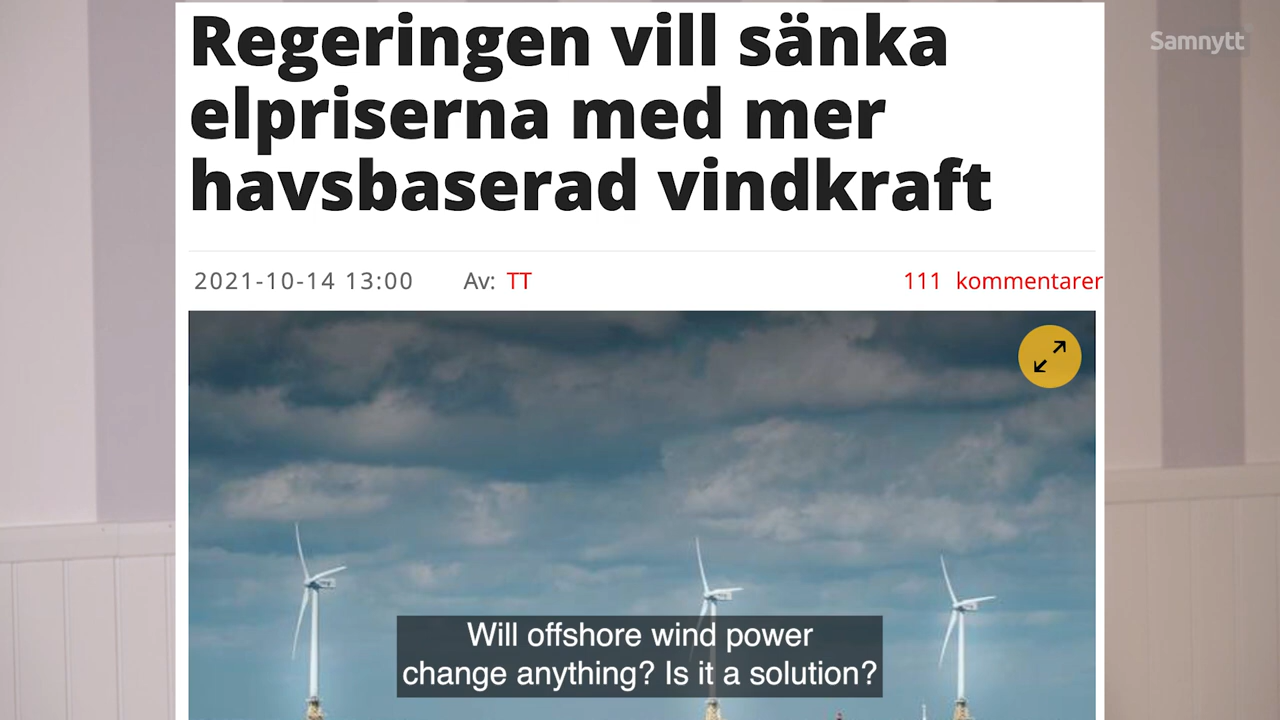 Regeringen vill sänka
elpriserna med mer
havsbaserad vindkraft
2021-10-14 13:00 Av: TT 111 kommentarer
Samnytt
Will offshore wind power
change anything? Is it a solution?